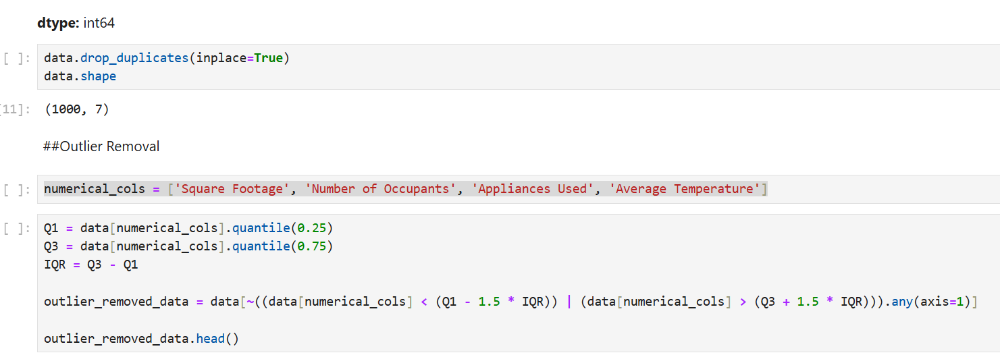 dtype: int64
[ ]: data.drop_duplicates(inplace=True)
data.shape
[11]: (1000, 7)
##Outlier Removal
[ ]: numerical_cols = ['Square Footage', 'Number of Occupants', 'Appliances Used', 'Average Temperature']
[ ]: Q1 = data[numerical_cols].quantile(0.25)
Q3 = data[numerical_cols].quantile(0.75)
IQR = Q3 - Q1
outlier_removed_data = data[~((data[numerical_cols] < (Q1 - 1.5 * IQR)) | (data[numerical_cols] > (Q3 + 1.5 * IQR))).any(axis=1)]
outlier_removed_data.head()